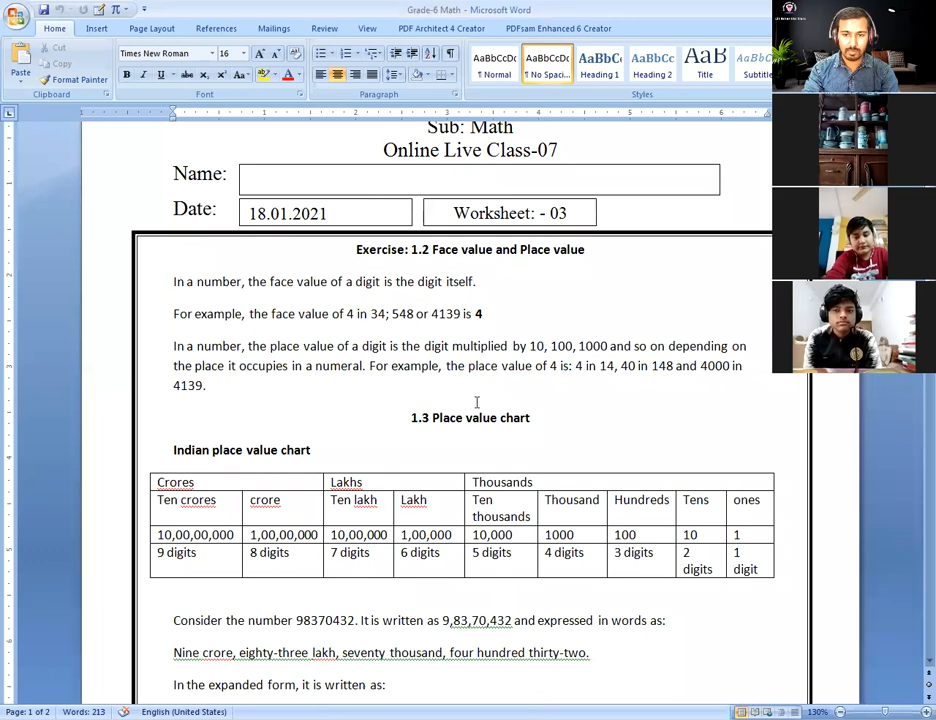 Grade-6 Math - Microsoft Word
Home Insert Page Layout References Mailings Review View PDF Architect 4 Creator PDFsam Enhanced 6 Creator
Paste
Cut
Copy
Format Painter
Clipboard
Times New Roman 16
Font
Paragraph
AaBbCcDc AaBbCcDc AaBbC AaBbCc AaB AaBbCc
¶ Normal ¶ No Spaci... Heading 1 Heading 2 Title Subtitle
Styles
Sub: Math
Online Live Class-07
Name:
Date: 18.01.2021 Worksheet: - 03
Exercise: 1.2 Face value and Place value
In a number, the face value of a digit is the digit itself.
For example, the face value of 4 in 34; 548 or 4139 is 4
In a number, the place value of a digit is the digit multiplied by 10, 100, 1000 and so on depending on
the place it occupies in a numeral. For example, the place value of 4 is: 4 in 14, 40 in 148 and 4000 in
4139.
1.3 Place value chart
Indian place value chart
Crores Lakhs Thousands
Ten crores crore Ten lakh Lakh Ten thousands Thousand Hundreds Tens ones
10,00,00,000 1,00,00,000 10,00,000 1,00,000 10,000 1000 100 10 1
9 digits 8 digits 7 digits 6 digits 5 digits 4 digits 3 digits 2 digits 1 digit
Consider the number 98370432. It is written as 9,83,70,432 and expressed in words as:
Nine crore, eighty-three lakh, seventy thousand, four hundred thirty-two.
In the expanded form, it is written as:
Page: 1 of 2 Words: 213 English (United States) 130%